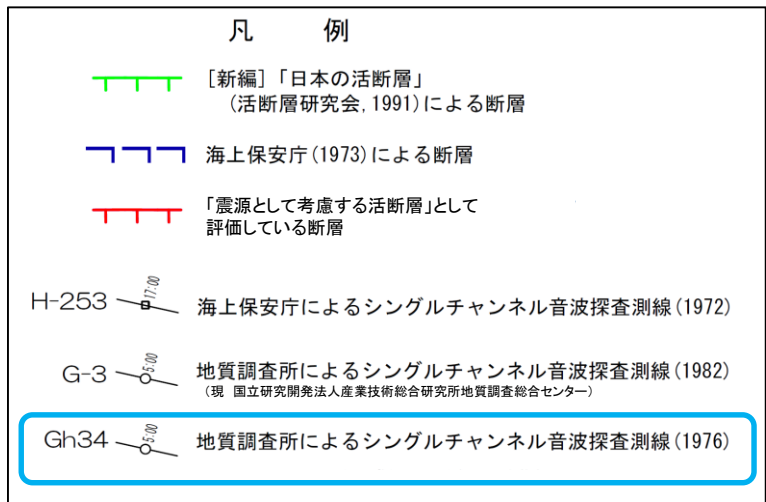 凡 例
[新編]「日本の活断層」
(活断層研究会, 1991)による断層
海上保安庁(1973)による断層
「震源として考慮する活断層」として
評価している断層
H-253 17:00 海上保安庁によるシングルチャンネル音波探査測線(1972)
G-3 5:00 地質調査所によるシングルチャンネル音波探査測線(1982)
(現 国立研究開発法人産業技術総合研究所地質調査総合センター)
Gh34 5:00 地質調査所によるシングルチャンネル音波探査測線(1976)